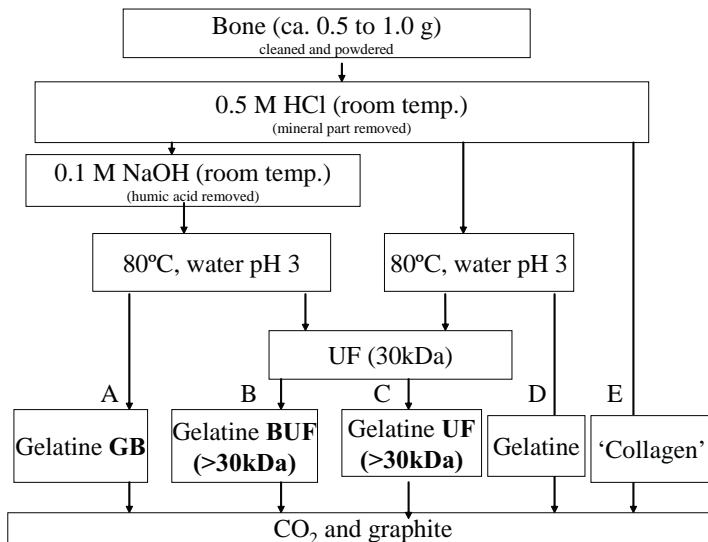 Bone (ca. 0.5 to 1.0 g)
cleaned and powdered
0.5 M HCl (room temp.)
(mineral part removed)
0.1 M NaOH (room temp.)
(humic acid removed)
80ºC, water pH 3
80ºC, water pH 3
UF (30kDa)
A
B
C
D
E
Gelatine GB
Gelatine BUF
(>30kDa)
Gelatine UF
(>30kDa)
Gelatine
‘Collagen’
CO₂ and graphite